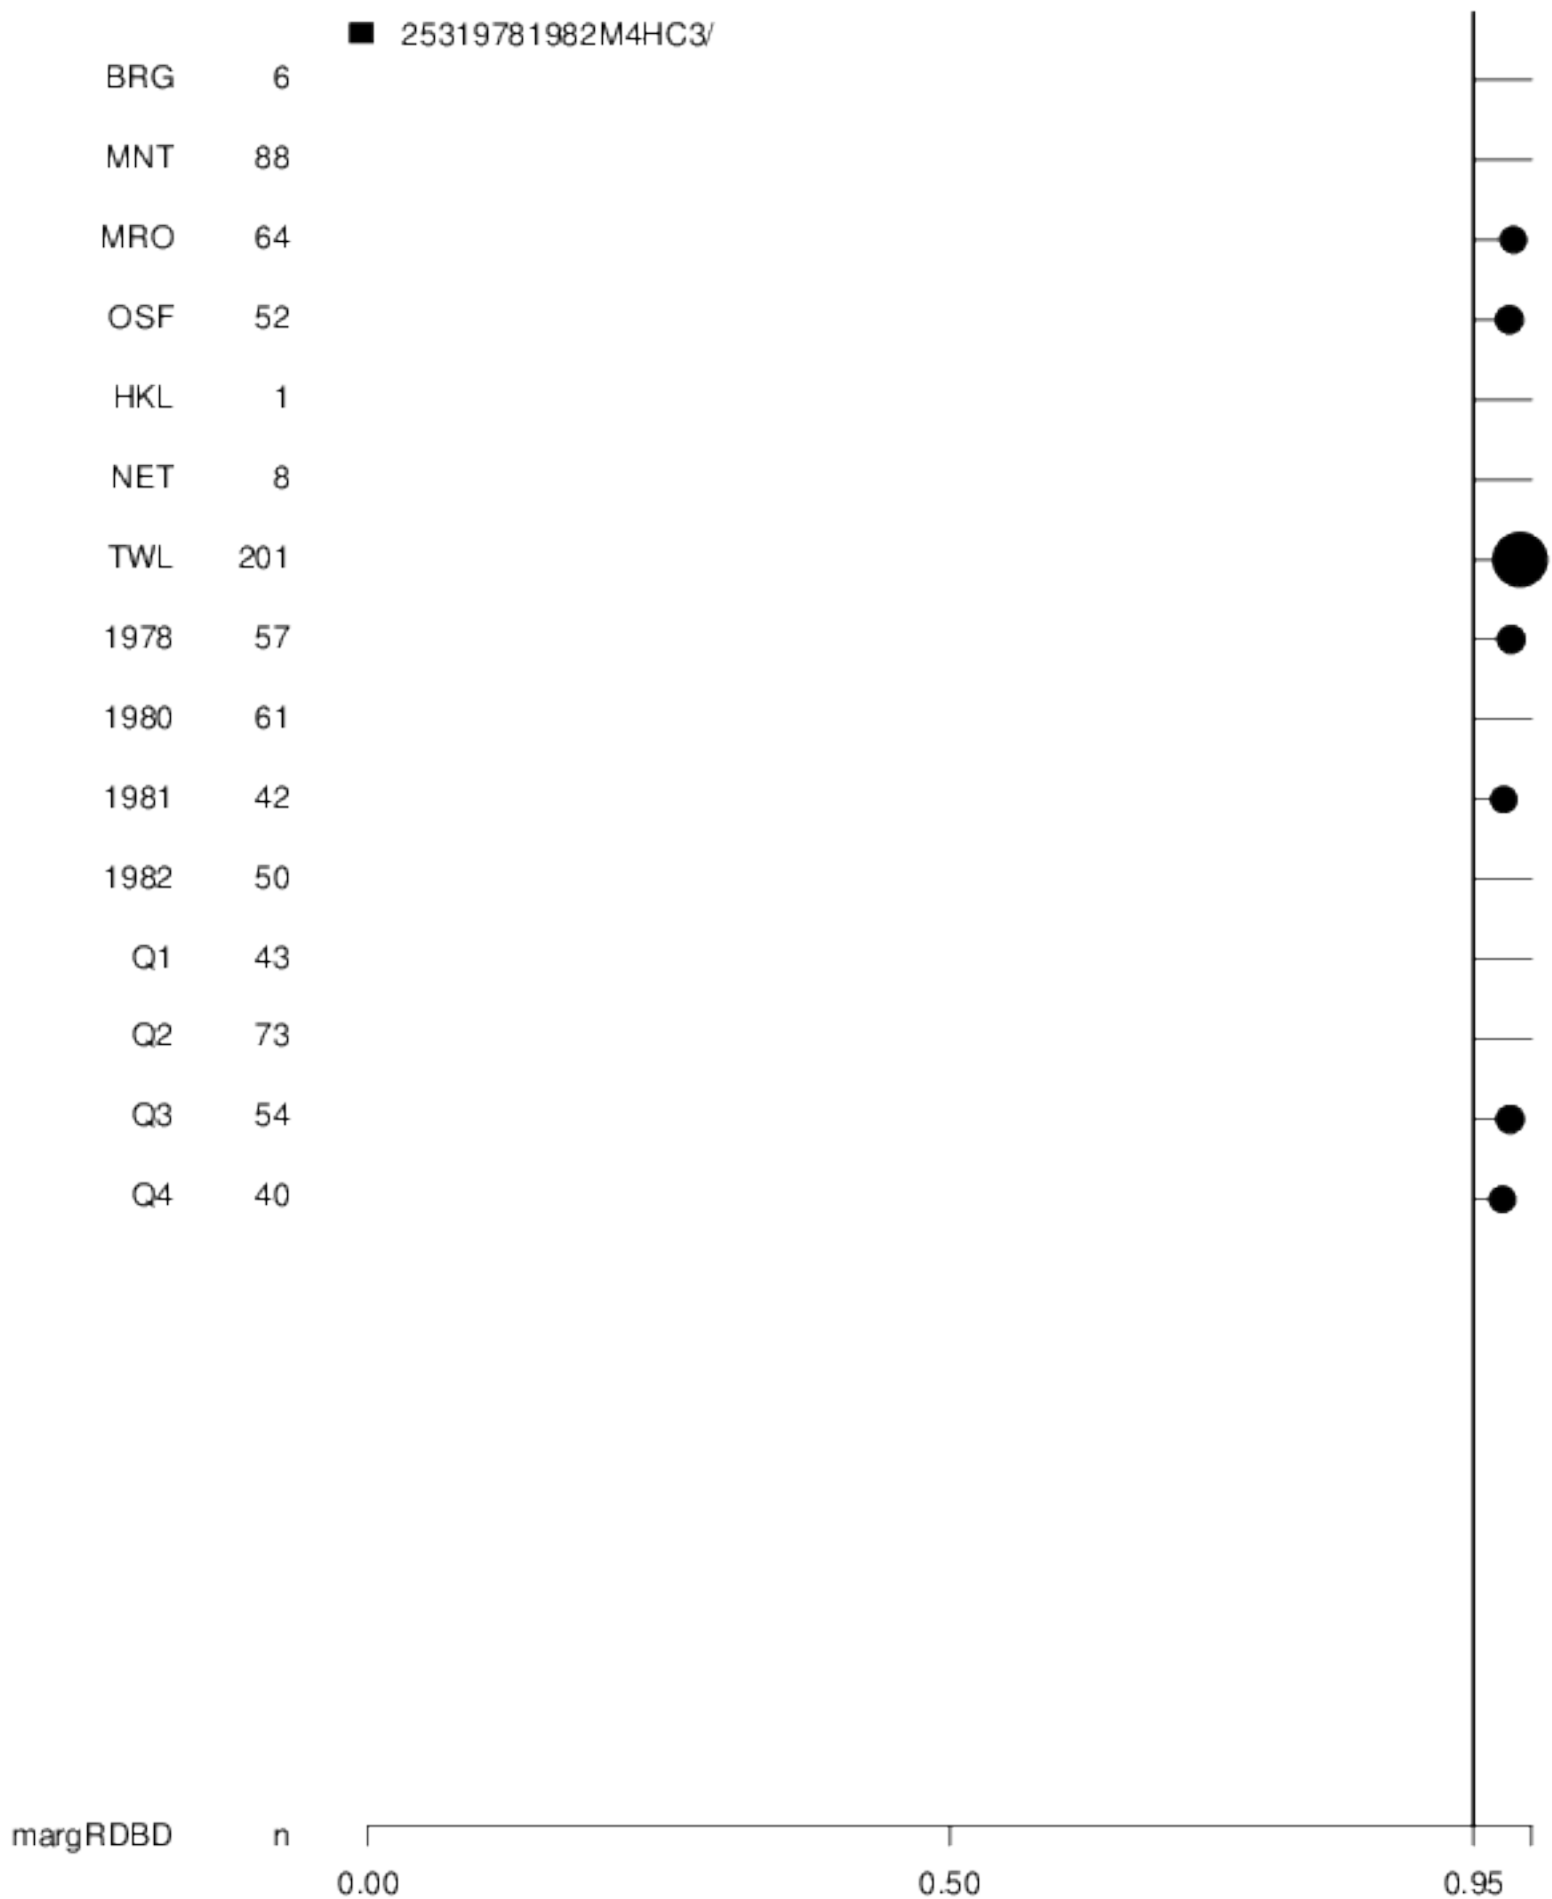 25319781982M4HC3/
BRG 6
MNT 88
MRO 64
OSF 52
HKL 1
NET 8
TWL 201
1978 57
1980 61
1981 42
1982 50
Q1 43
Q2 73
Q3 54
Q4 40
margRDBD n
0.00 0.50 0.95